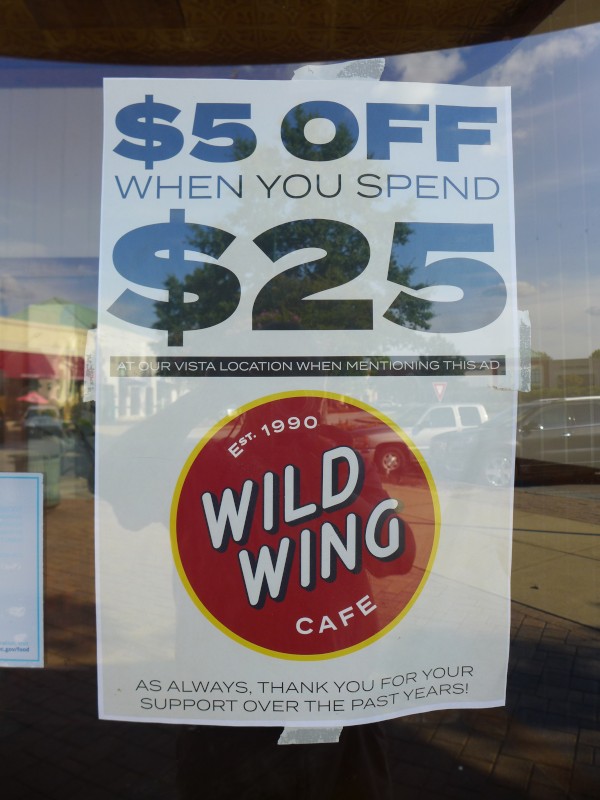 $5 OFF
WHEN YOU SPEND
$25
AT OUR VISTA LOCATION WHEN MENTIONING THIS AD
EST. 1990
WILD
WING
CAFE
AS ALWAYS, THANK YOU FOR YOUR
SUPPORT OVER THE PAST YEARS!